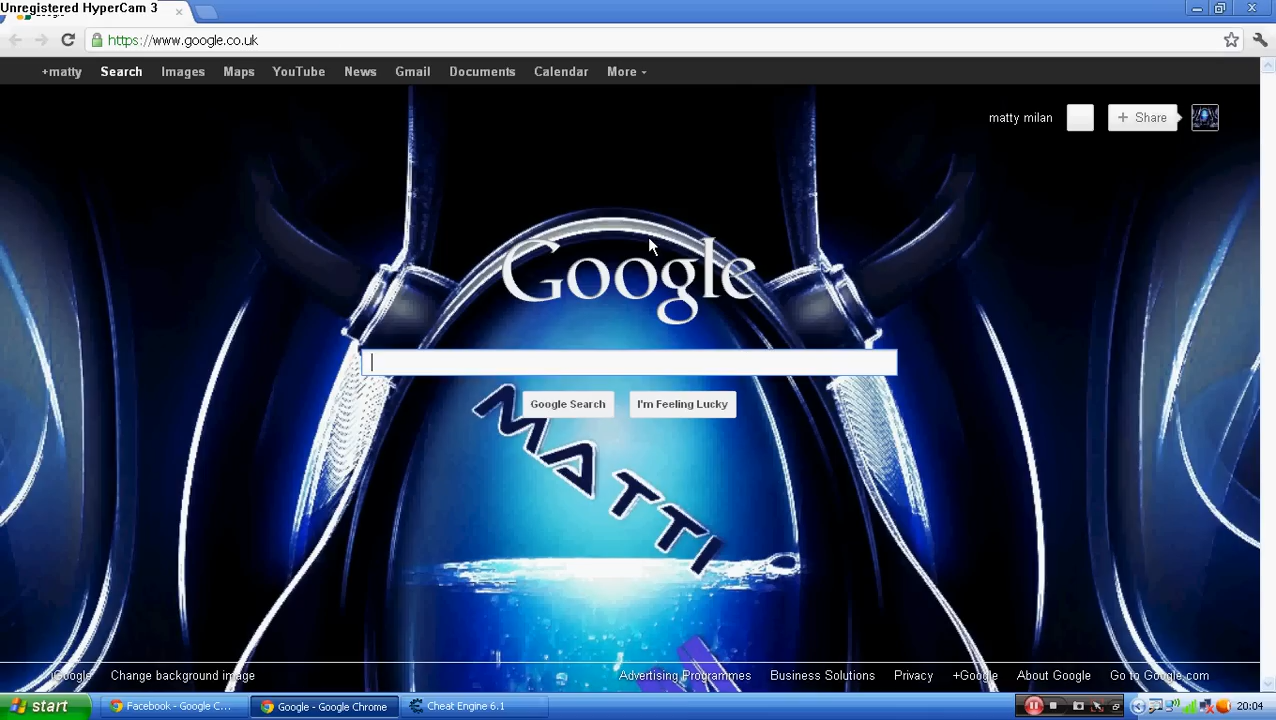 Unregistered HyperCam 3
https://www.google.co.uk
+matty Search Images Maps YouTube News Gmail Documents Calendar More
matty milan + Share
Google
Google Search I'm Feeling Lucky
MATTI
iGoogle Change background image Advertising Programmes Business Solutions Privacy +Google About Google Go to Google.com
start Facebook - Google C... Google - Google Chrome Cheat Engine 6.1 20:04